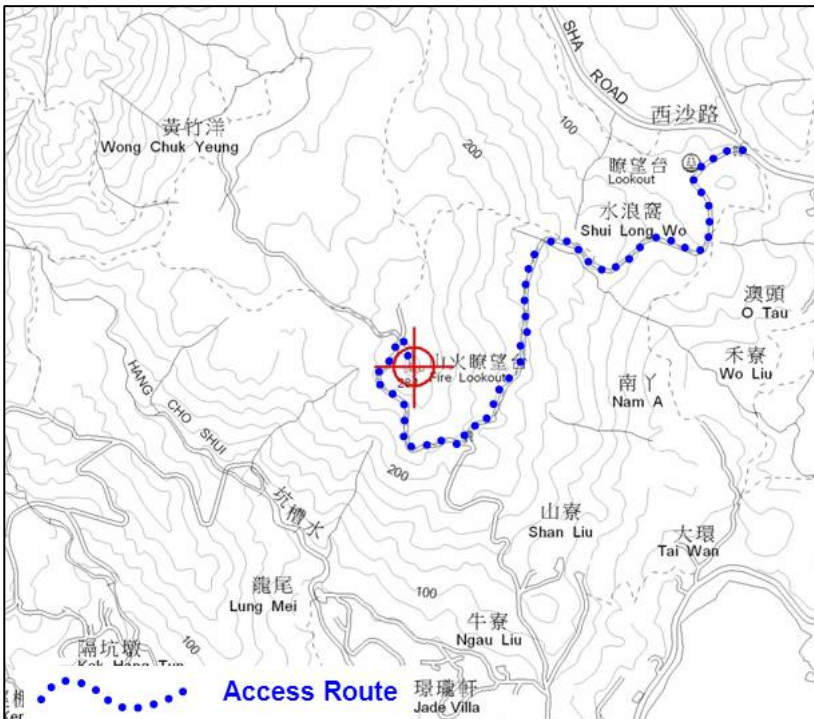 SHA
ROAD
西沙路
100
200
黃竹洋
Wong Chuk Yeung
瞭望台
Lookout
水浪窩
Shui Long Wo
澳頭
O Tau
禾寮
Wo Liu
火瞭望台
Fire Lookout
南丫
Nam A
HANG CHO SHUI
坑槽水
200
山寮
Shan Liu
大環
Tai Wan
龍尾
Lung Mei
100
牛寮
Ngau Liu
隔坑墩
Kak Hang Tun
100
Access Route
璟瓏軒
Jade Villa